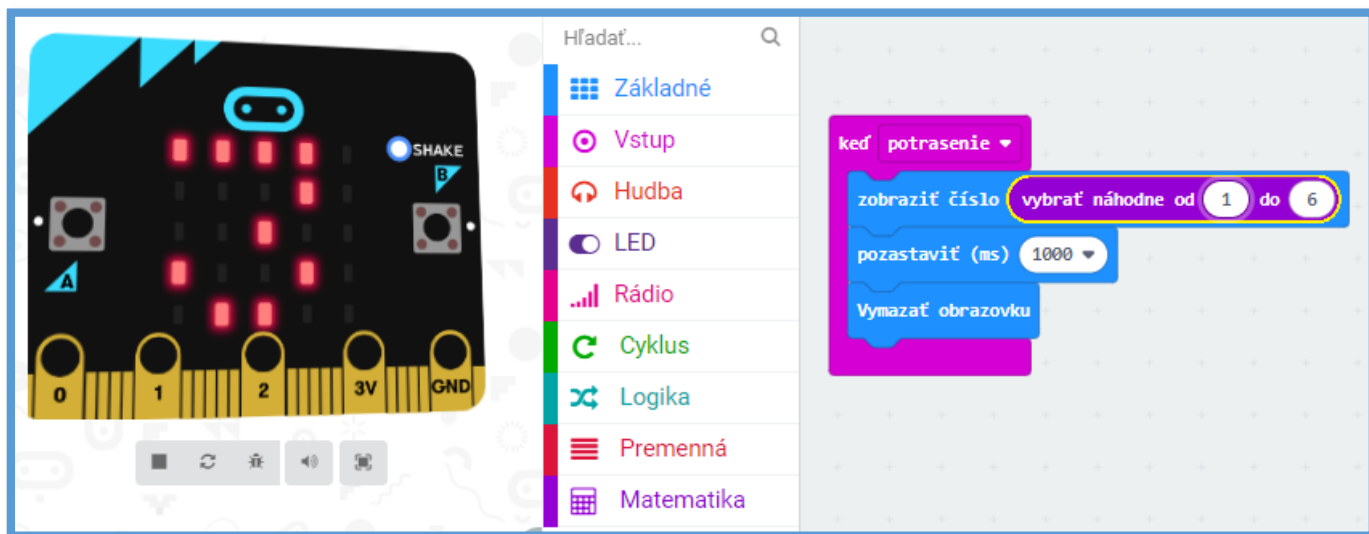 SHAKE
B
A
0 1 2 3V GND
Hľadať...
Základné
Vstup
Hudba
LED
Rádio
Cyklus
Logika
Premenná
Matematika
keď potrasenie
zobraziť číslo vybrať náhodne od 1 do 6
pozastaviť (ms) 1000
Vymazať obrazovku